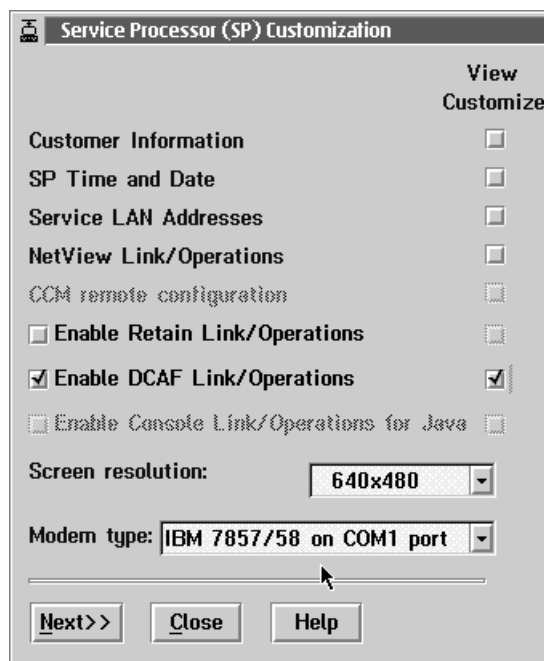 Service Processor (SP) Customization
View
Customize
Customer Information
SP Time and Date
Service LAN Addresses
NetView Link/Operations
CCM remote configuration
Enable Retain Link/Operations
Enable DCAF Link/Operations
Enable Console Link/Operations for Java
Screen resolution: 640x480
Modem type: IBM 7857/58 on COM1 port
Next>> Close Help